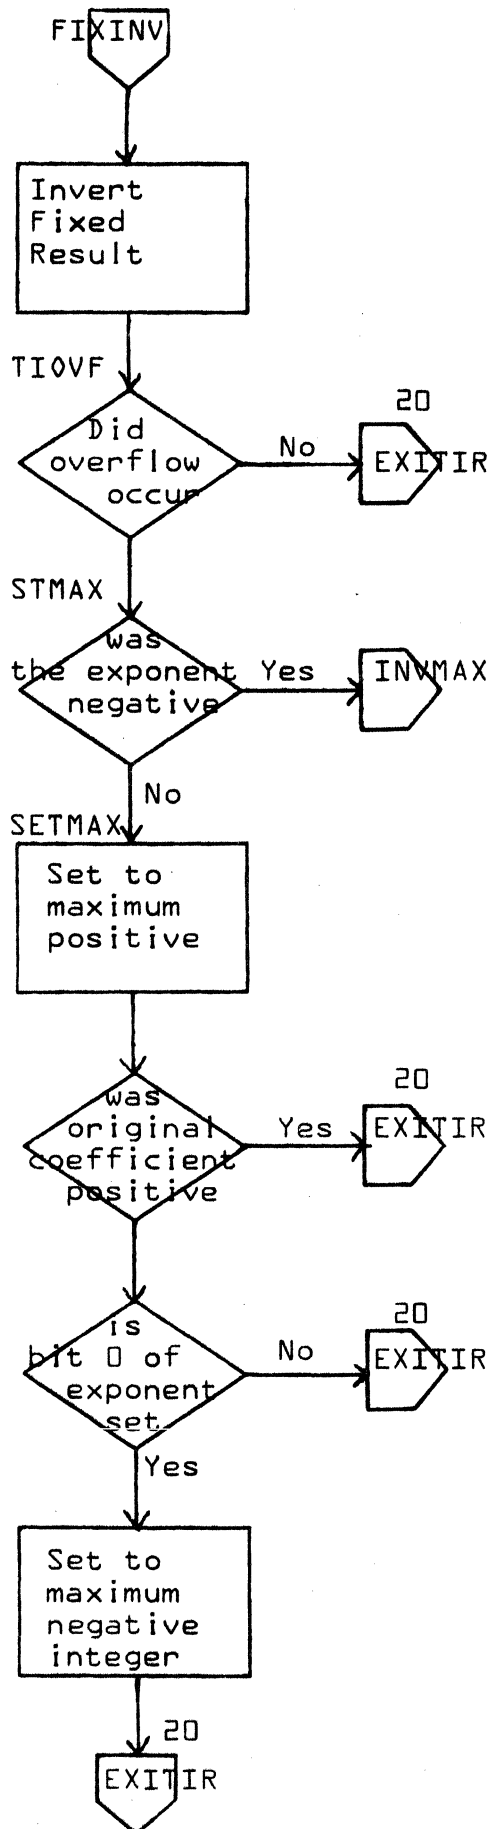 FIXINV
Invert
Fixed
Result
TIOVF
20
Did
overflow
occur
No
EXITIR
STMAX
was
the exponent
negative
Yes
INVMAX
No
SETMAX
Set to
maximum
positive
20
was
original
coefficient
positive
Yes
EXITIR
20
is
bit 0 of
exponent
set
No
EXITIR
Yes
Set to
maximum
negative
integer
20
EXITIR